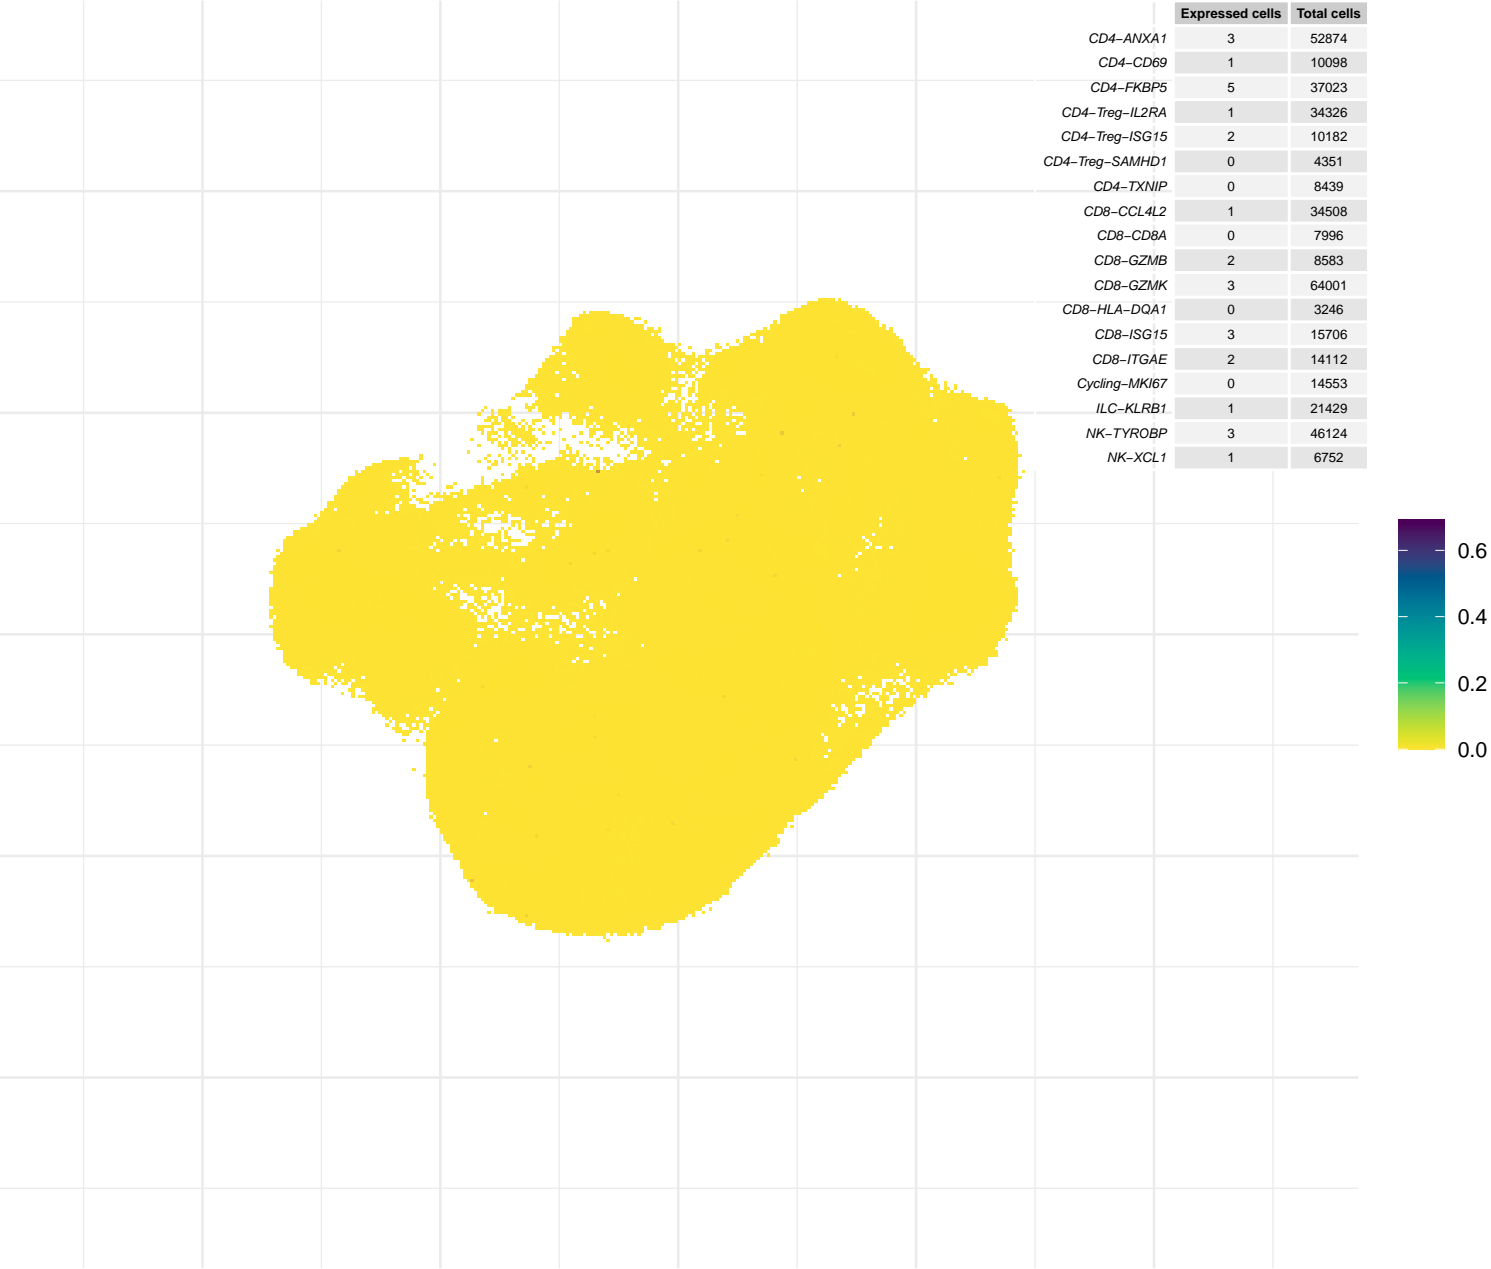 Expressed cells Total cells
CD4−ANXA1 3 52874
CD4−CD69 1 10098
CD4−FKBP5 5 37023
CD4−Treg−IL2RA 1 34326
CD4−Treg−ISG15 2 10182
CD4−Treg−SAMHD1 0 4351
CD4−TXNIP 0 8439
CD8−CCL4L2 1 34508
CD8−CD8A 0 7996
CD8−GZMB 2 8583
CD8−GZMK 3 64001
CD8−HLA−DQA1 0 3246
CD8−ISG15 3 15706
CD8−ITGAE 2 14112
Cycling−MKI67 0 14553
ILC−KLRB1 1 21429
NK−TYROBP 3 46124
NK−XCL1 1 6752
0.6
0.4
0.2
0.0